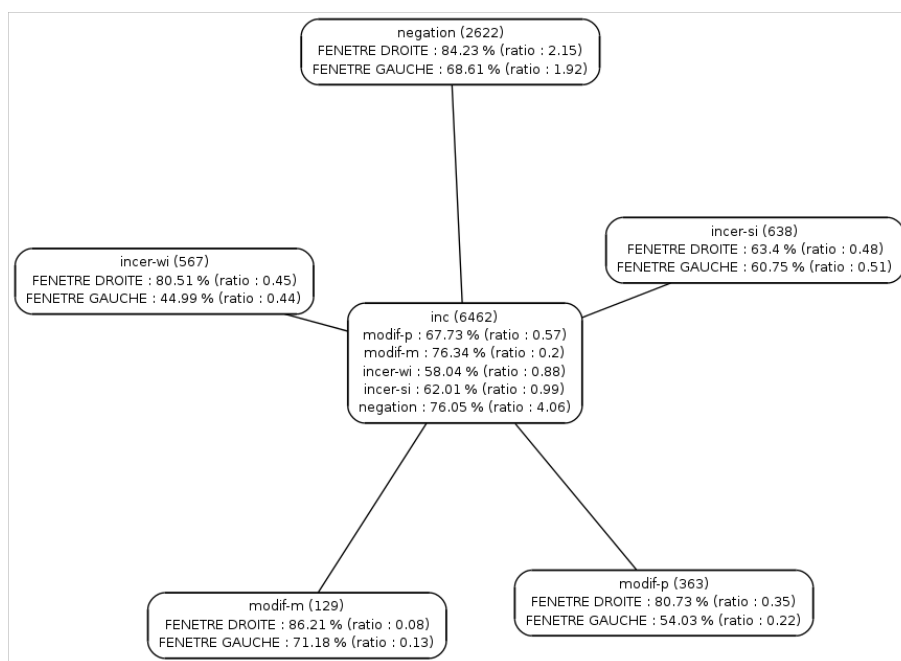 negation (2622)
FENETRE DROITE : 84.23 % (ratio : 2.15)
FENETRE GAUCHE : 68.61 % (ratio : 1.92)
incer-si (638)
FENETRE DROITE : 63.4 % (ratio : 0.48)
FENETRE GAUCHE : 60.75 % (ratio : 0.51)
incer-wi (567)
FENETRE DROITE : 80.51 % (ratio : 0.45)
FENETRE GAUCHE : 44.99 % (ratio : 0.44)
inc (6462)
modif-p : 67.73 % (ratio : 0.57)
modif-m : 76.34 % (ratio : 0.2)
incer-wi : 58.04 % (ratio : 0.88)
incer-si : 62.01 % (ratio : 0.99)
negation : 76.05 % (ratio : 4.06)
modif-p (363)
FENETRE DROITE : 80.73 % (ratio : 0.35)
FENETRE GAUCHE : 54.03 % (ratio : 0.22)
modif-m (129)
FENETRE DROITE : 86.21 % (ratio : 0.08)
FENETRE GAUCHE : 71.18 % (ratio : 0.13)